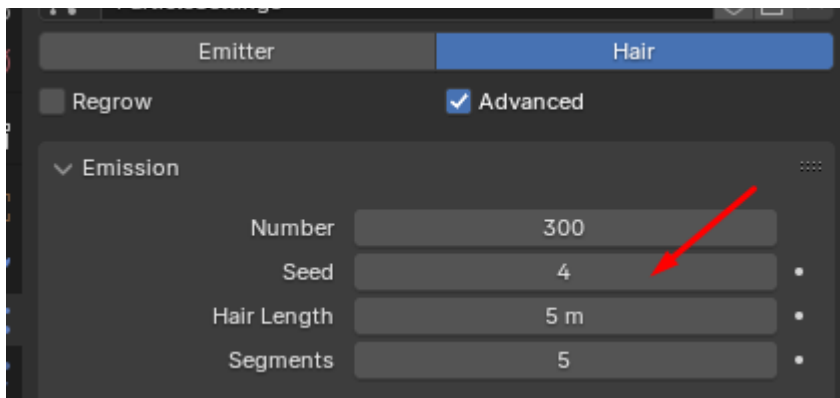 Emitter Hair
Regrow Advanced
Emission
Number 300
Seed 4
Hair Length 5 m
Segments 5